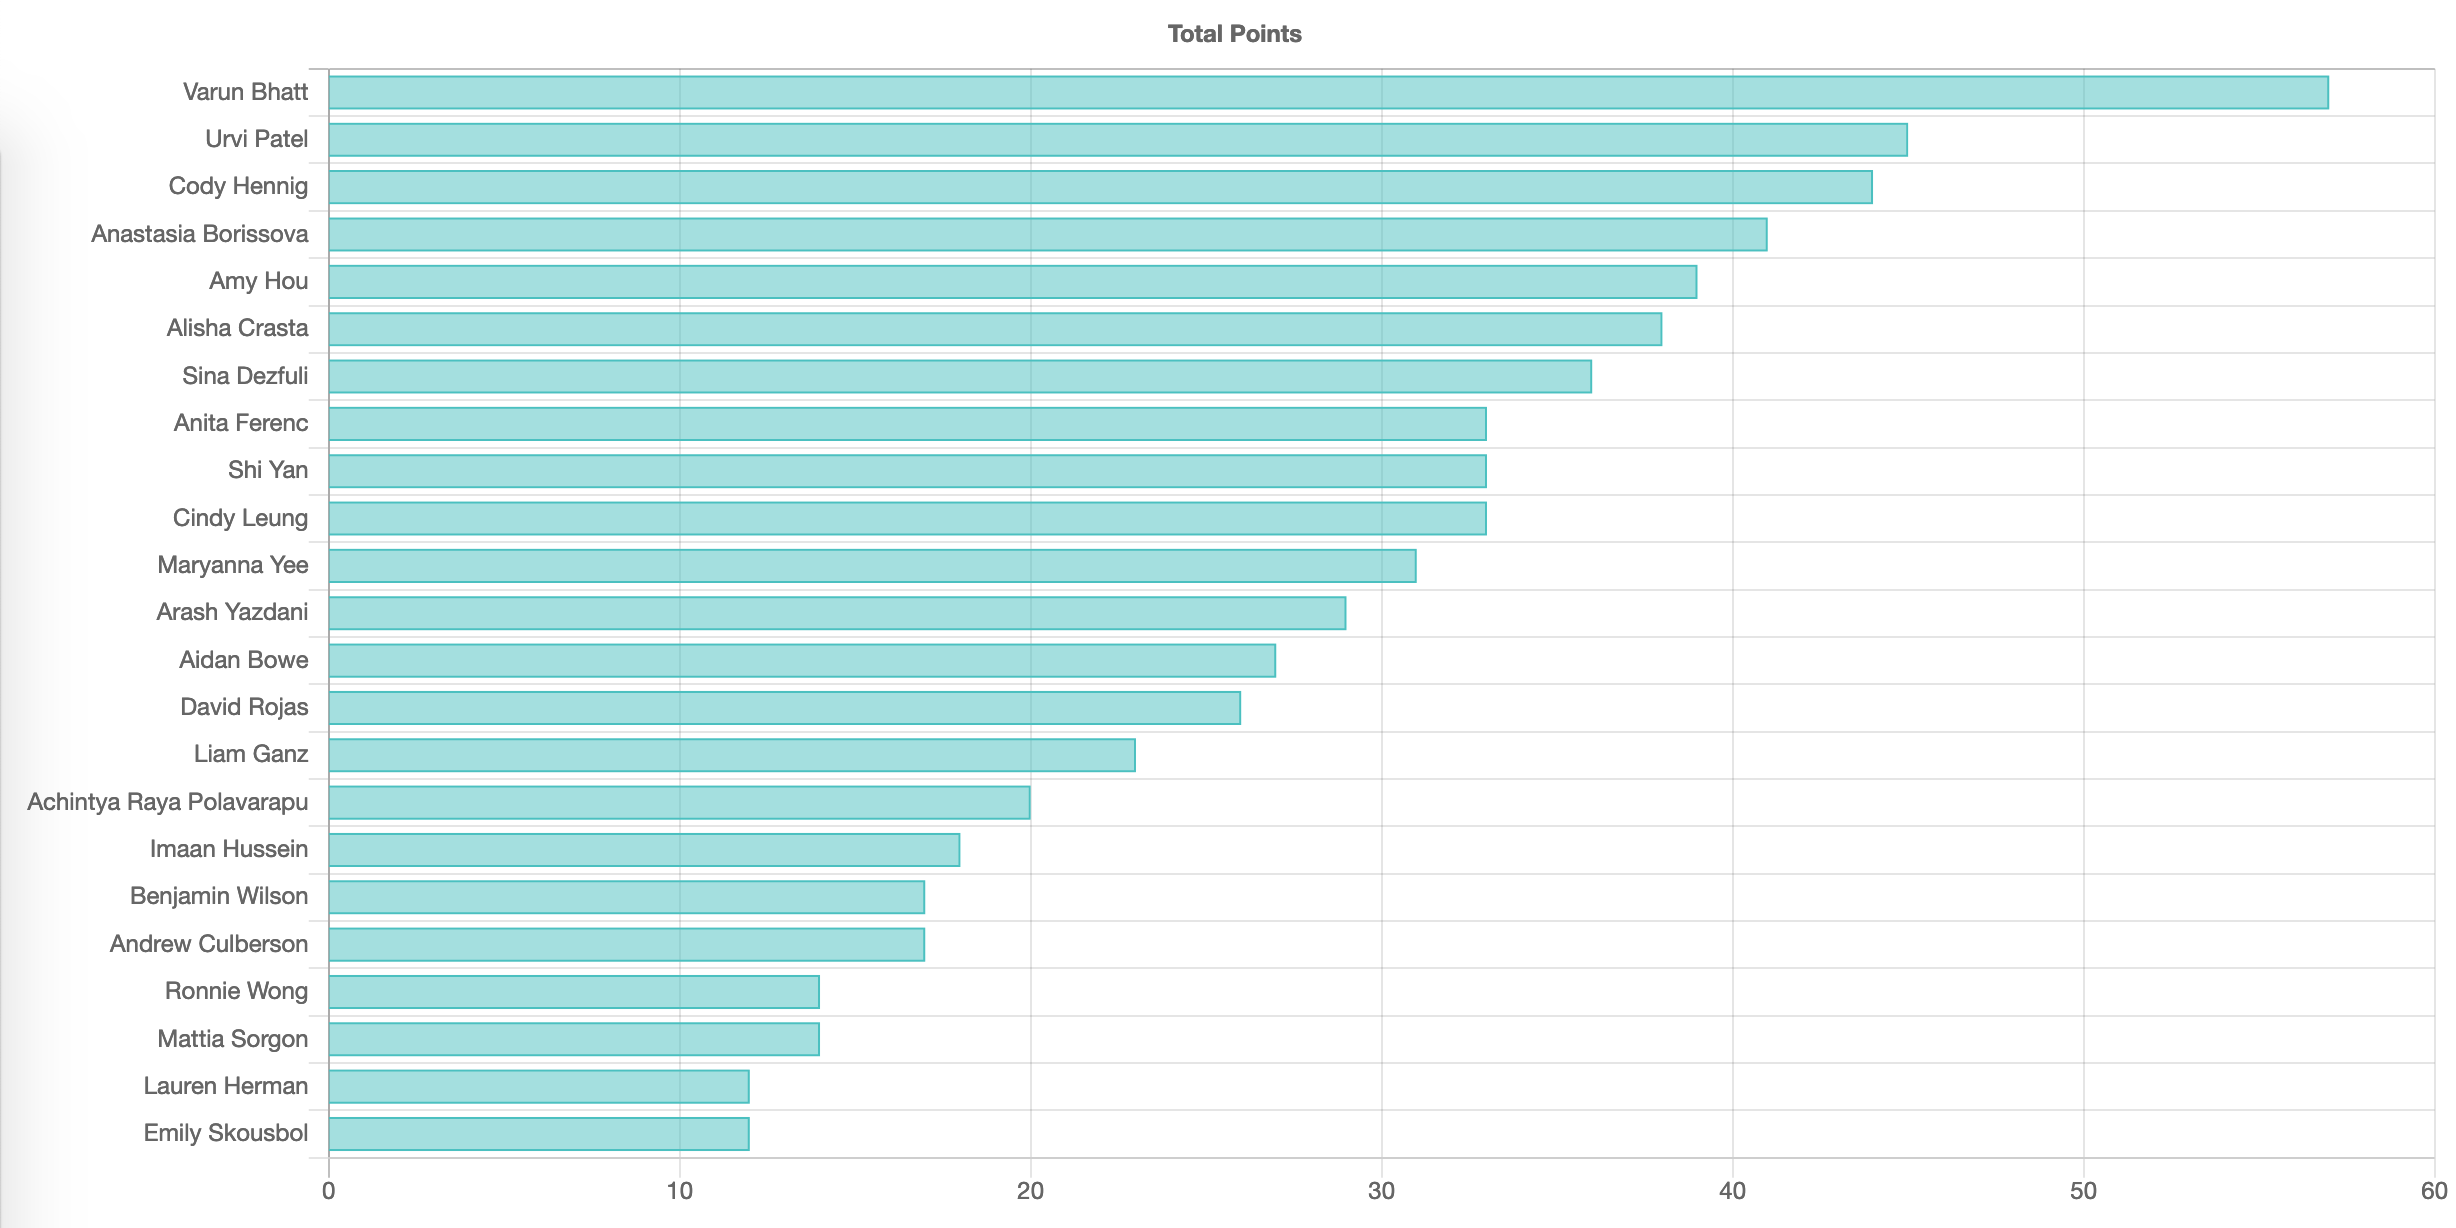 Total Points
Varun Bhatt
Urvi Patel
Cody Hennig
Anastasia Borissova
Amy Hou
Alisha Crasta
Sina Dezfuli
Anita Ferenc
Shi Yan
Cindy Leung
Maryanna Yee
Arash Yazdani
Aidan Bowe
David Rojas
Liam Ganz
Achintya Raya Polavarapu
Imaan Hussein
Benjamin Wilson
Andrew Culberson
Ronnie Wong
Mattia Sorgon
Lauren Herman
Emily Skousbol
0 10 20 30 40 50 60